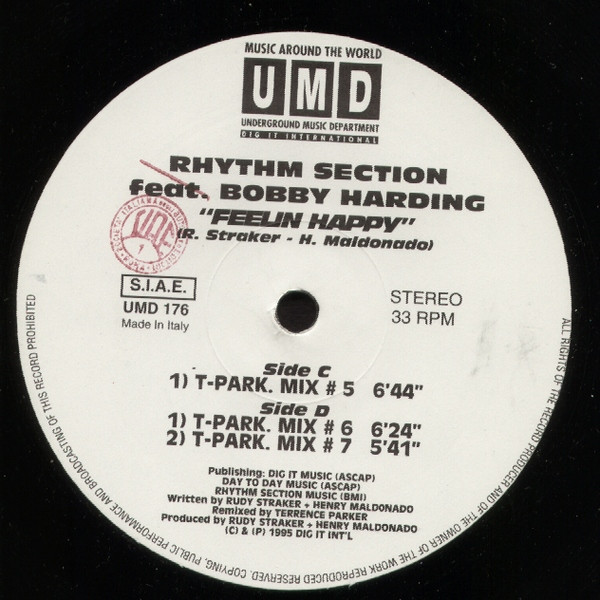 MUSIC AROUND THE WORLD
UMD
UNDERGROUND MUSIC DEPARTMENT
DIG IT INTERNATIONAL
RHYTHM SECTION
feat. BOBBY HARDING
"FEELIN HAPPY"
(R. Straker - H. Maldonado)
S.I.A.E.
UMD 176
Made in Italy
STEREO
33 RPM
Side C
1) T-PARK. MIX # 5 6'44"
Side D
1) T-PARK. MIX # 6 6'24"
2) T-PARK. MIX # 7 5'41"
Publishing: DIG IT MUSIC (ASCAP)
DAY TO DAY MUSIC (ASCAP)
RHYTHM SECTION MUSIC (BMI)
Written by RUDY STRAKER + HENRY MALDONADO
Remixed by TERRENCE PARKER
Produced by RUDY STRAKER + HENRY MALDONADO
(C) & (P) 1995 DIG IT INT'L
ALL RIGHTS OF THE RECORD PRODUCER AND OF THE OWNER OF THE WORK REPRODUCED RESERVED. COPYING, PUBLIC PERFORMANCE AND BROADCASTING OF THIS RECORD PROHIBITED